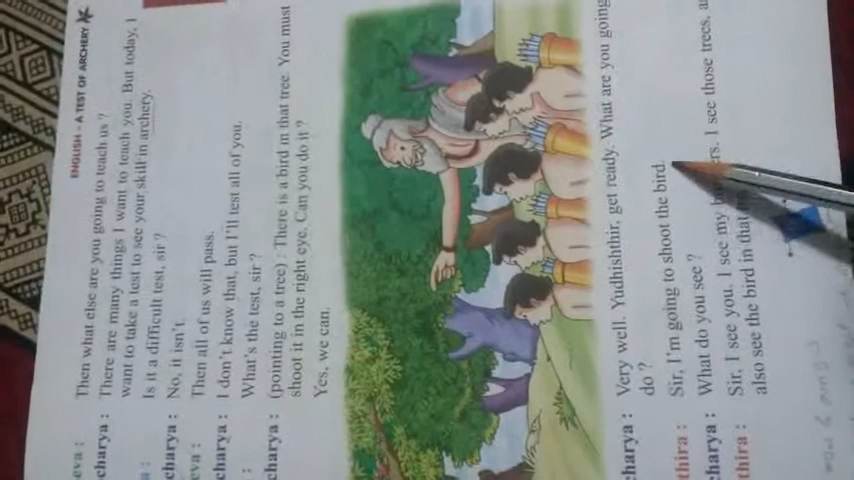 ENGLISH - A TEST OF ARCHERY
eva : Then what else are you going to teach us ?
charya : There are many things I want to teach you. But today, I
want to take a test to see your skill in archery.
a : Is it a difficult test, sir ?
charya : No, it isn't.
eva : Then all of us will pass.
charya : I don't know that, but I'll test all of you.
: What's the test, sir ?
charya : (pointing to a tree) : There is a bird in that tree. You must
shoot it in the right eye. Can you do it ?
Yes, we can.
charya : Very well. Yudhishthir, get ready. What are you going
do ?
thira : Sir, I'm going to shoot the bird.
charya : What do you see ?
thira : Sir, I see you. I see my I see those trees,
also see the bird in that